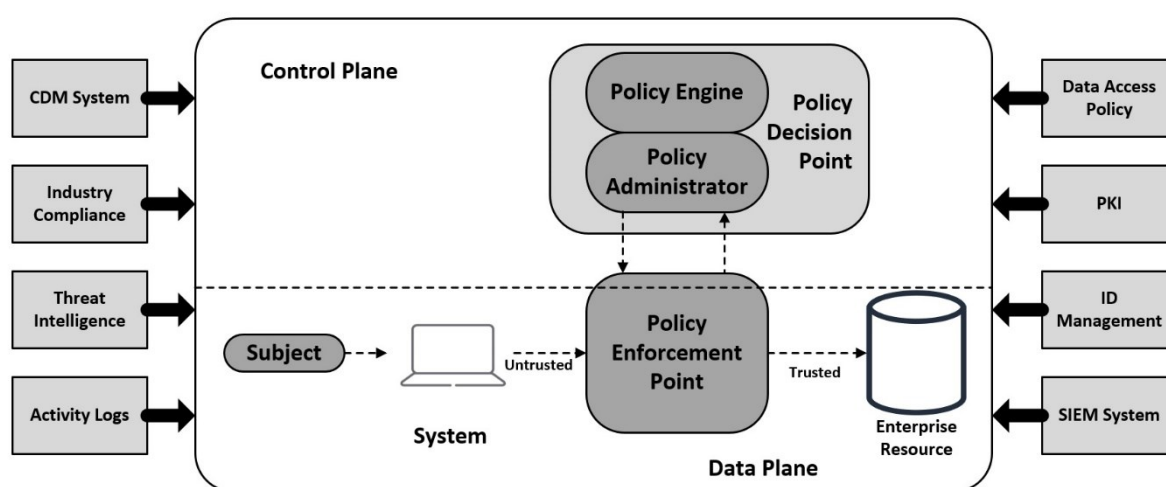 CDM System
Industry
Compliance
Threat
Intelligence
Activity Logs
Control Plane
Policy Engine
Policy
Administrator
Policy
Decision
Point
Subject
System
Untrusted
Policy
Enforcement
Point
Trusted
Enterprise
Resource
Data Plane
Data Access
Policy
PKI
ID
Management
SIEM System